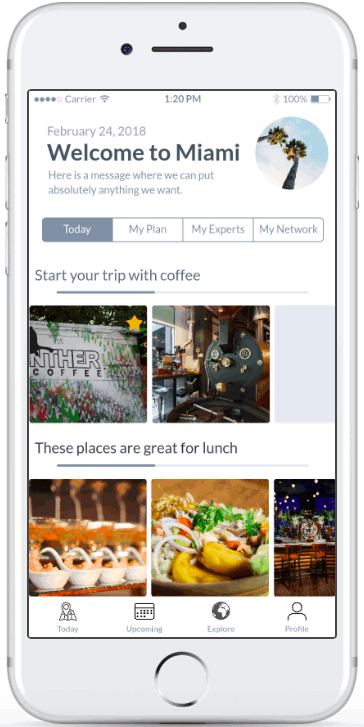 Carrier 1:20 PM 100%
February 24, 2018
Welcome to Miami
Here is a message where we can put
absolutely anything we want.
Today My Plan My Experts My Network
Start your trip with coffee
NTHER
COFFEE
These places are great for lunch
Today Upcoming Explore Profile